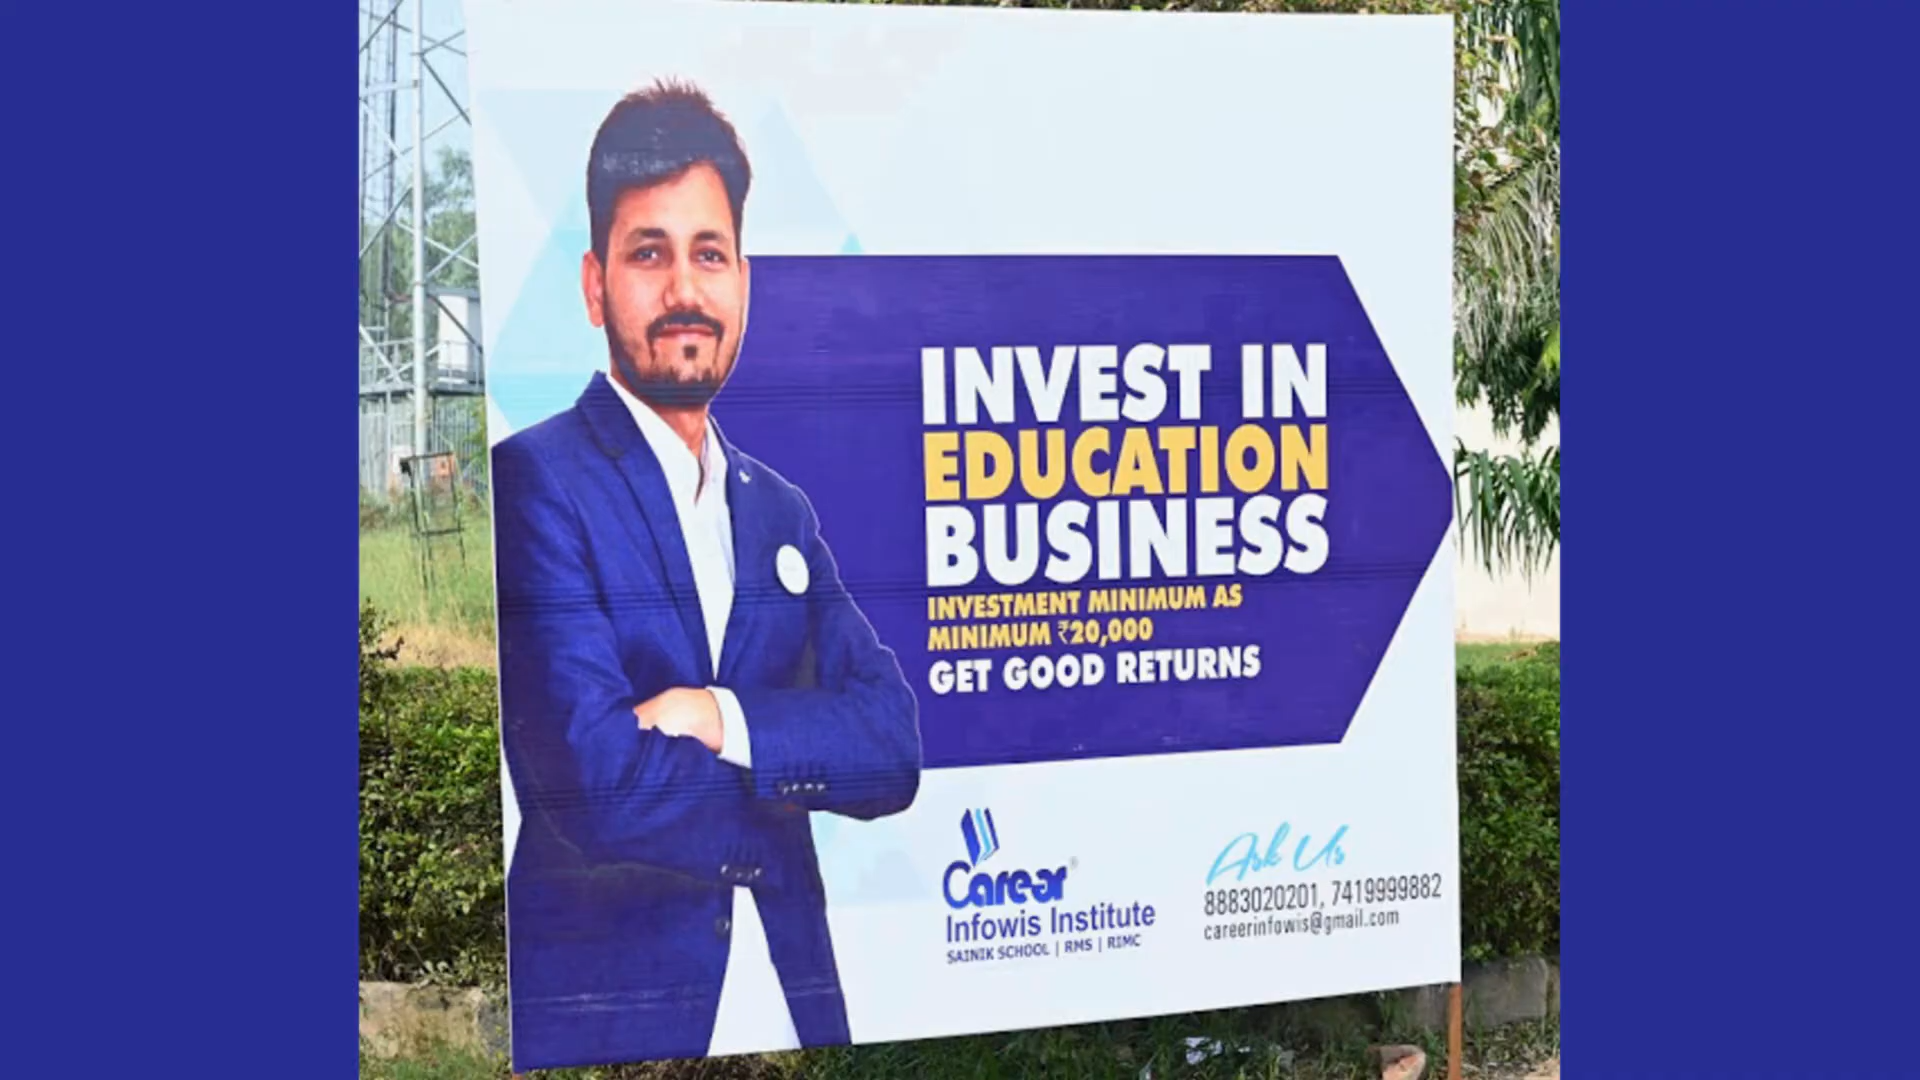 INVEST IN
EDUCATION
BUSINESS
INVESTMENT MINIMUM AS
MINIMUM ₹20,000
GET GOOD RETURNS
Career®
Infowis Institute
SAINIK SCHOOL | RMS | RIMC
Ask Us
8883020201, 7419999882
careerinfowis@gmail.com